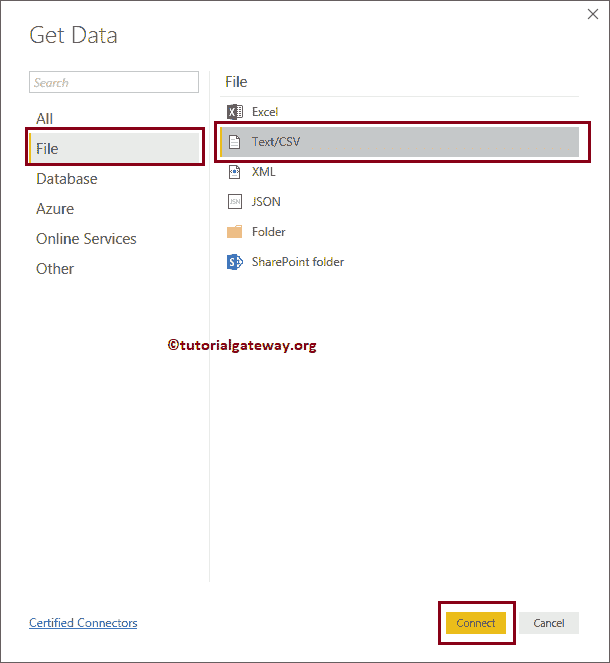 Get Data
Search
All
File
Database
Azure
Online Services
Other
File
Excel
Text/CSV
XML
JSON
Folder
SharePoint folder
©tutorialgateway.org
Certified Connectors
Connect
Cancel